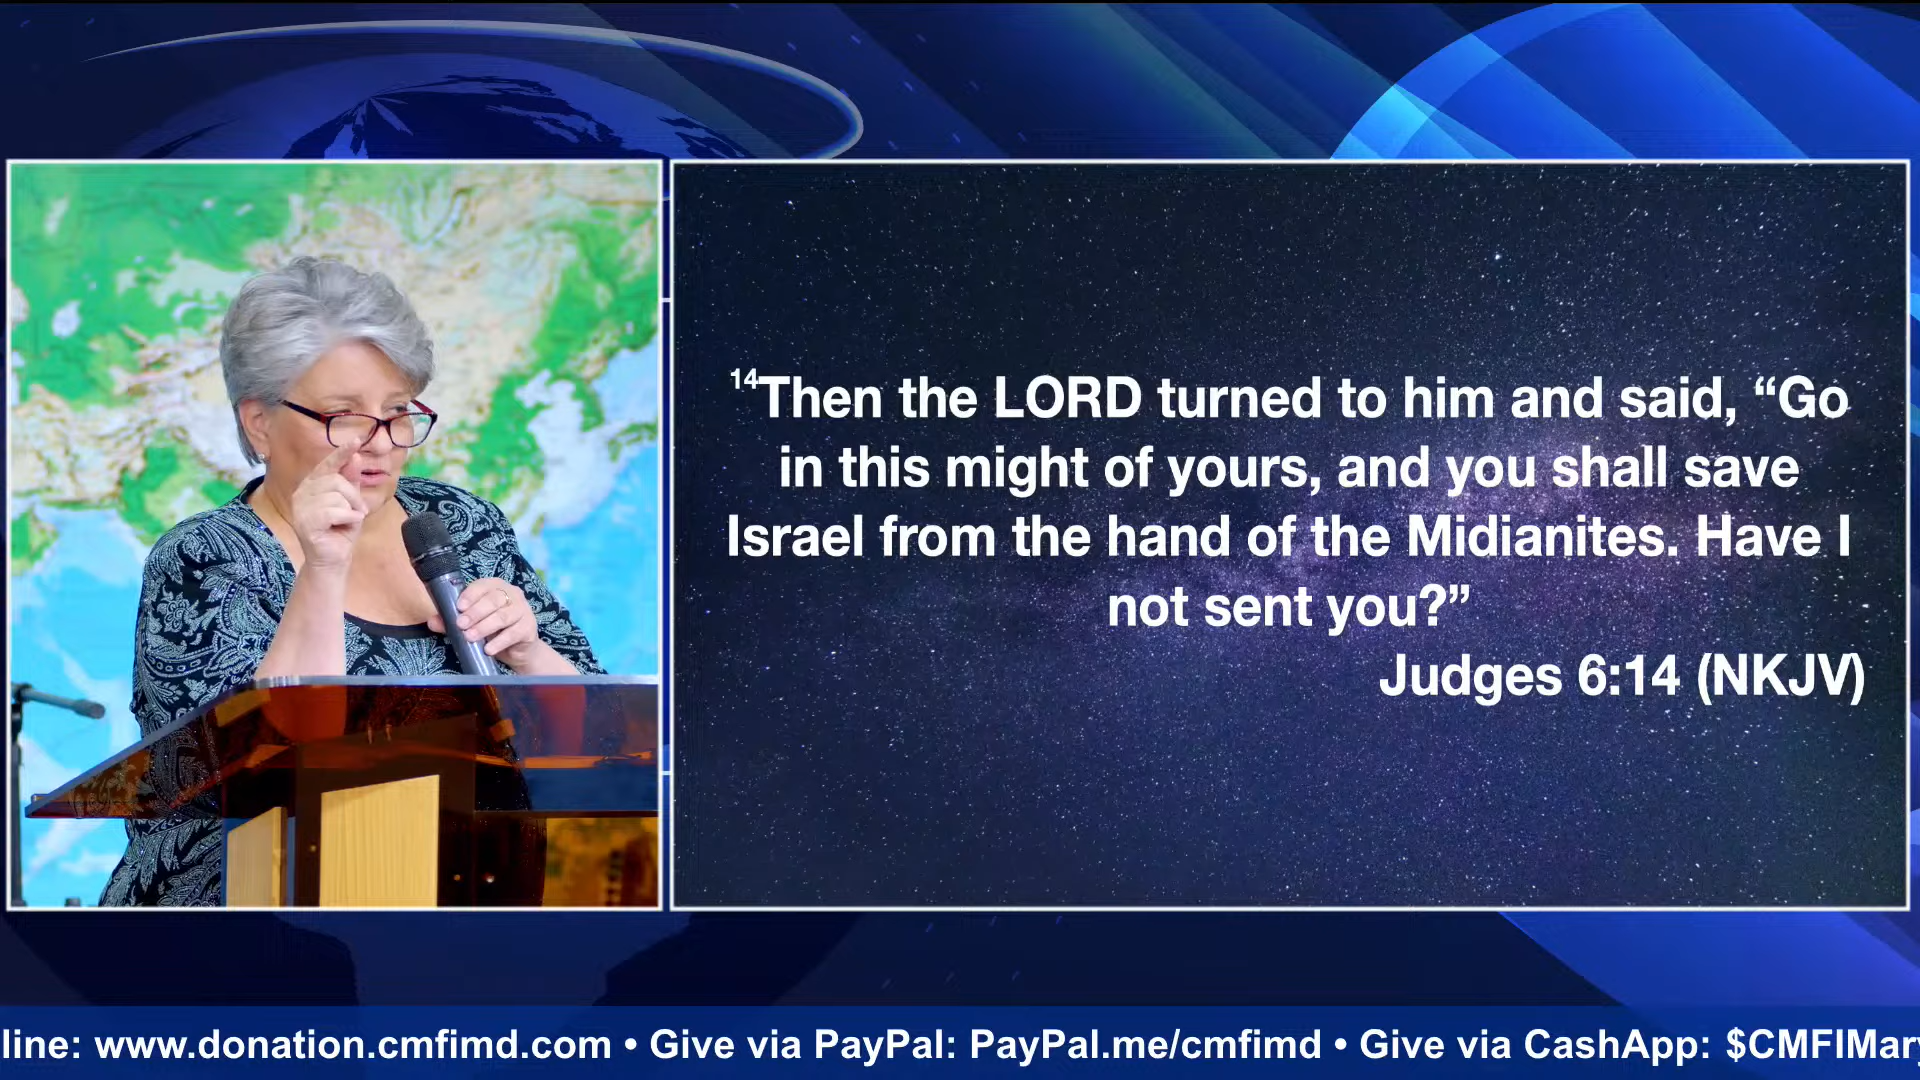 14Then the LORD turned to him and said, “Go
in this might of yours, and you shall save
Israel from the hand of the Midianites. Have I
not sent you?”
Judges 6:14 (NKJV)
line: www.donation.cmfimd.com • Give via PayPal: PayPal.me/cmfimd • Give via CashApp: $CMFIMary